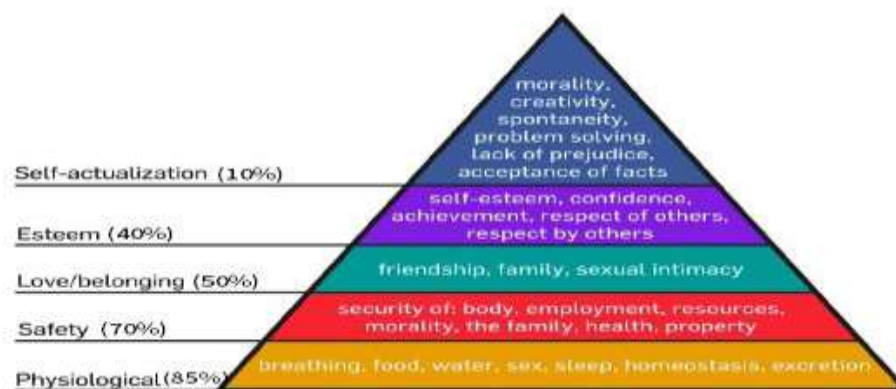 morality,
creativity,
spontaneity,
problem solving,
lack of prejudice,
acceptance of facts
Self-actualization (10%)
self-esteem, confidence,
achievement, respect of others,
respect by others
Esteem (40%)
friendship, family, sexual intimacy
Love/belonging (50%)
security of: body, employment, resources,
morality, the family, health, property
Safety (70%)
breathing, food, water, sex, sleep, homeostasis, excretion
Physiological (85%)